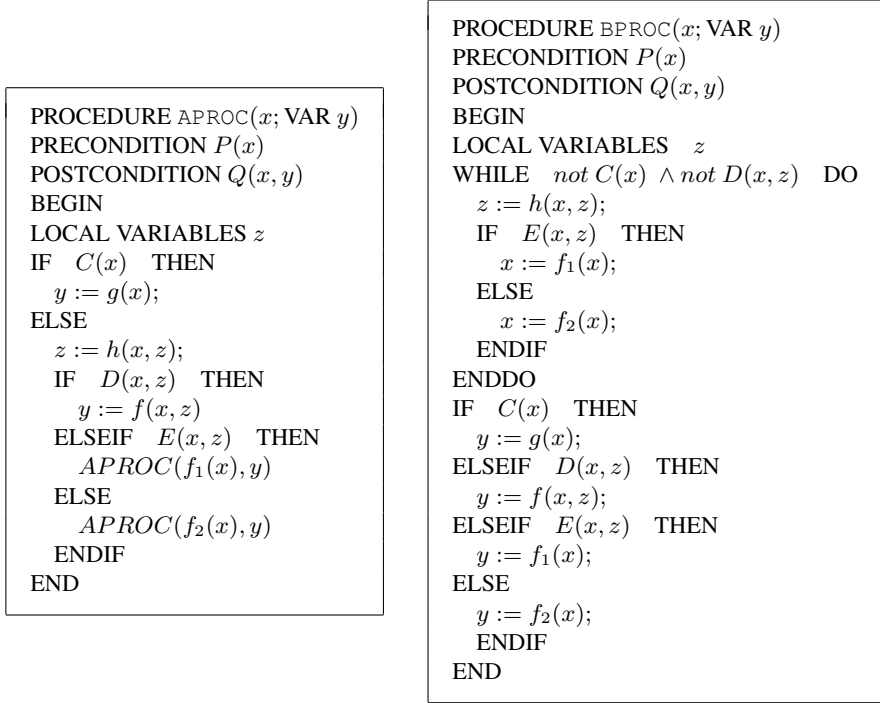 PROCEDURE APROC(x; VAR y)
PRECONDITION P(x)
POSTCONDITION Q(x, y)
BEGIN
LOCAL VARIABLES z
IF C(x) THEN
y := g(x);
ELSE
z := h(x, z);
IF D(x, z) THEN
y := f(x, z)
ELSEIF E(x, z) THEN
APROC(f₁(x), y)
ELSE
APROC(f₂(x), y)
ENDIF
END
PROCEDURE BPROC(x; VAR y)
PRECONDITION P(x)
POSTCONDITION Q(x, y)
BEGIN
LOCAL VARIABLES z
WHILE not C(x) ∧ not D(x, z) DO
z := h(x, z);
IF E(x, z) THEN
x := f₁(x);
ELSE
x := f₂(x);
ENDIF
ENDDO
IF C(x) THEN
y := g(x);
ELSEIF D(x, z) THEN
y := f(x, z);
ELSEIF E(x, z) THEN
y := f₁(x);
ELSE
y := f₂(x);
ENDIF
END